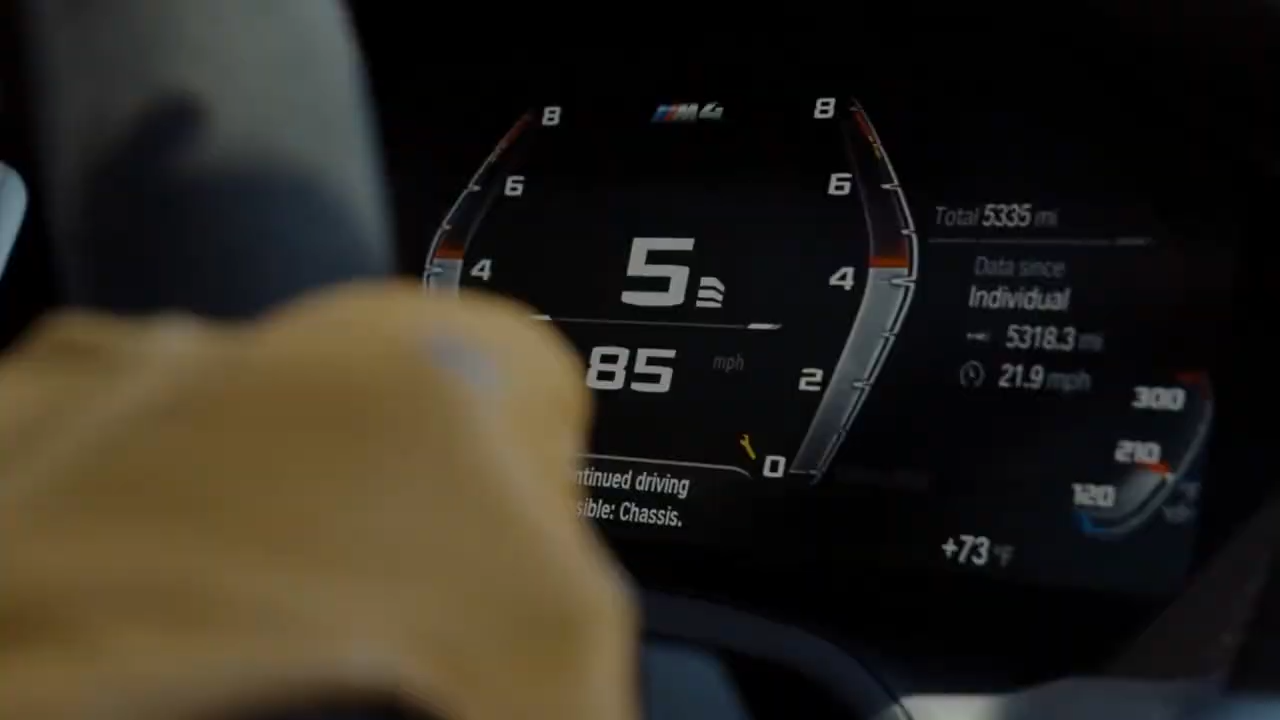 8
M4
8
6
6
Total 5335 mi
5
4
4
Data since
Individual
5318.3 mi
85 mph
2
21.9 mph
300
210
0
ntinued driving
120
sible: Chassis.
+73 °F